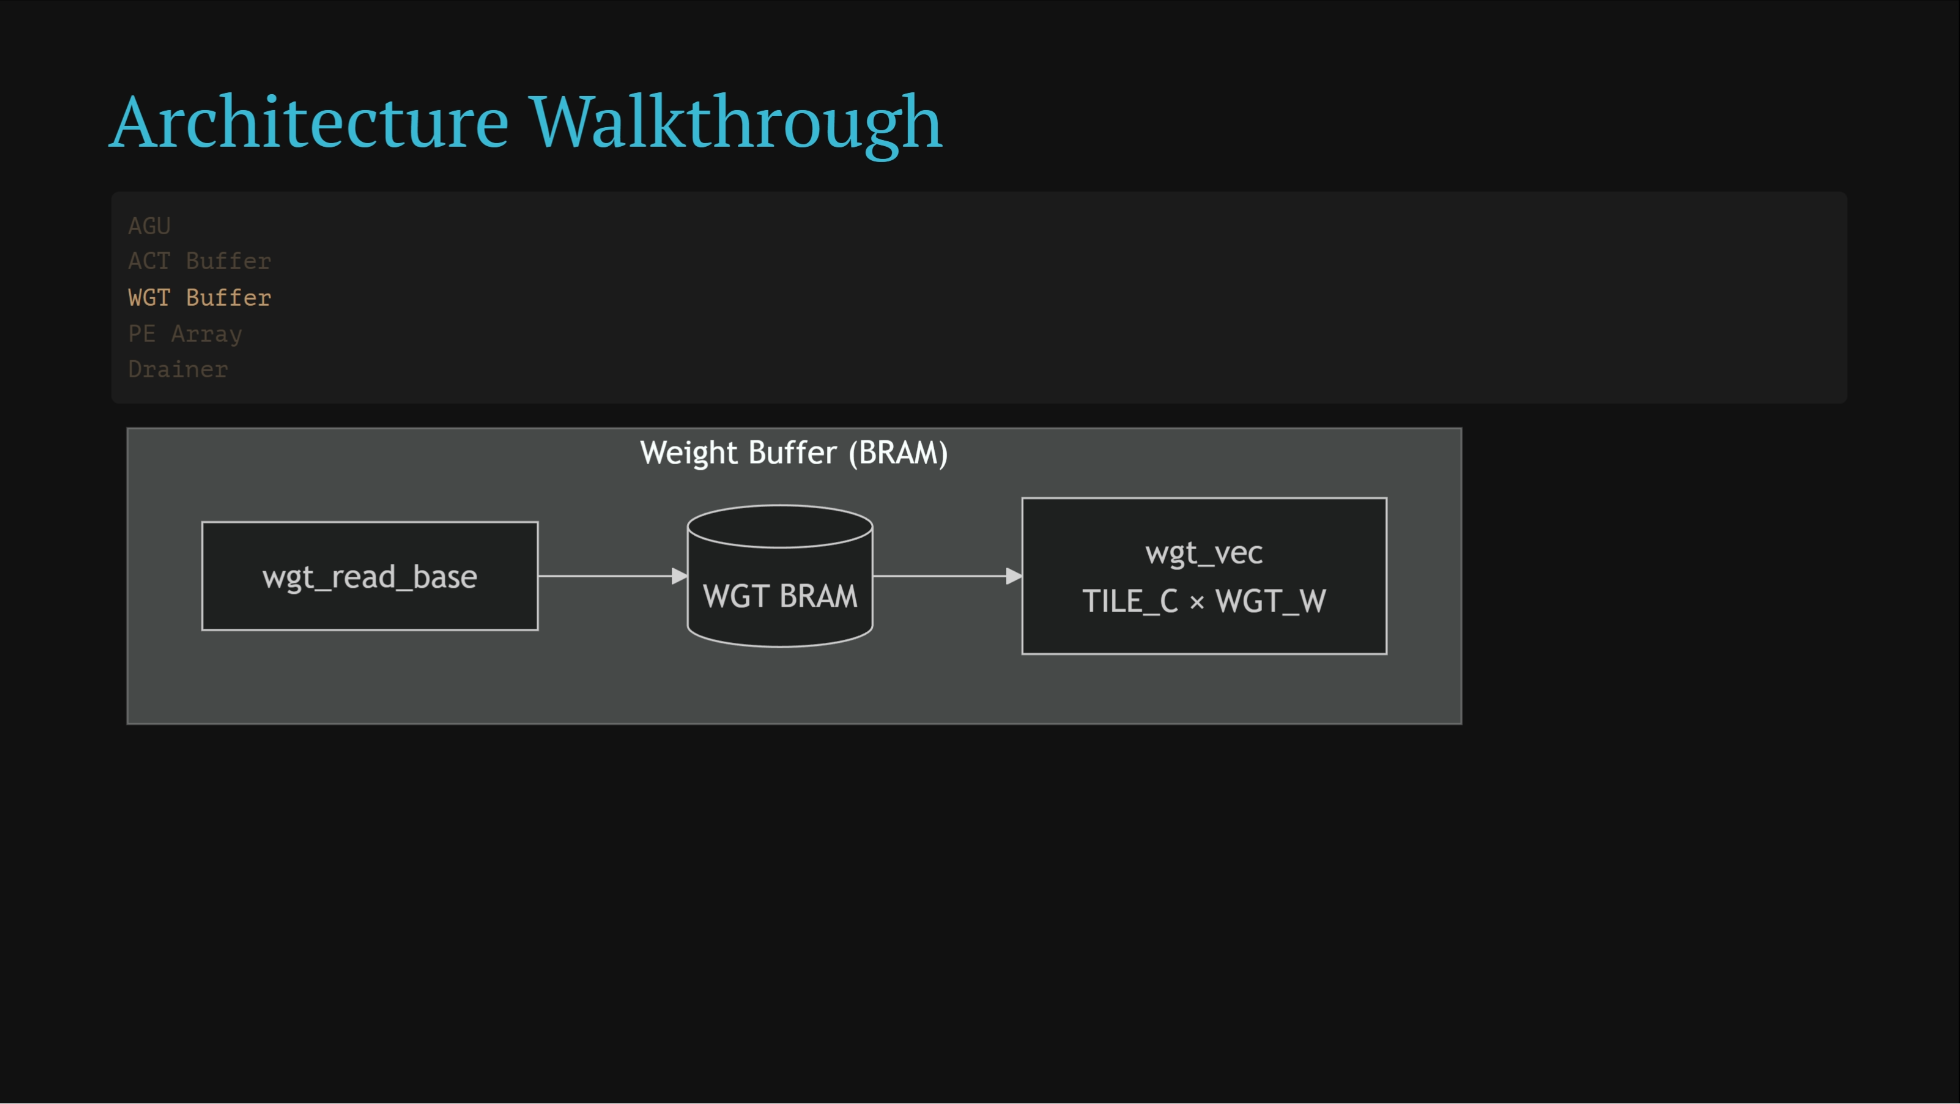 Architecture Walkthrough
AGU
ACT Buffer
WGT Buffer
PE Array
Drainer
Weight Buffer (BRAM)
wgt_read_base
WGT BRAM
wgt_vec
TILE_C × WGT_W